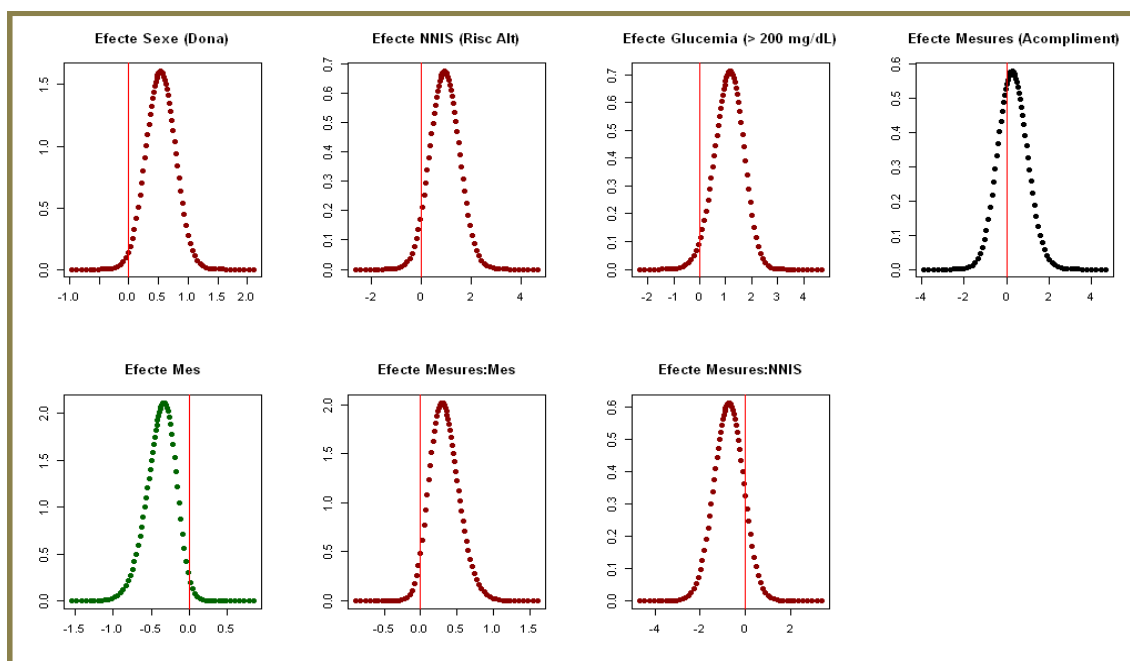 Efecte Sexe (Dona)
Efecte NNIS (Risc Alt)
Efecte Glucemia (> 200 mg/dL)
Efecte Mesures (Acompliment)
0.0 0.5 1.0 1.5
-1.0 0.0 0.5 1.0 1.5 2.0
0.0 0.1 0.2 0.3 0.4 0.5 0.6 0.7
-2 0 2 4
0.0 0.1 0.2 0.3 0.4 0.5 0.6 0.7
-2 -1 0 1 2 3 4
0.0 0.1 0.2 0.3 0.4 0.5 0.6
-4 -2 0 2 4
Efecte Mes
Efecte Mesures:Mes
Efecte Mesures:NNIS
0.0 0.5 1.0 1.5 2.0
-1.5 -1.0 -0.5 0.0 0.5
0.0 0.5 1.0 1.5 2.0
-0.5 0.0 0.5 1.0 1.5
0.0 0.1 0.2 0.3 0.4 0.5 0.6
-4 -2 0 2